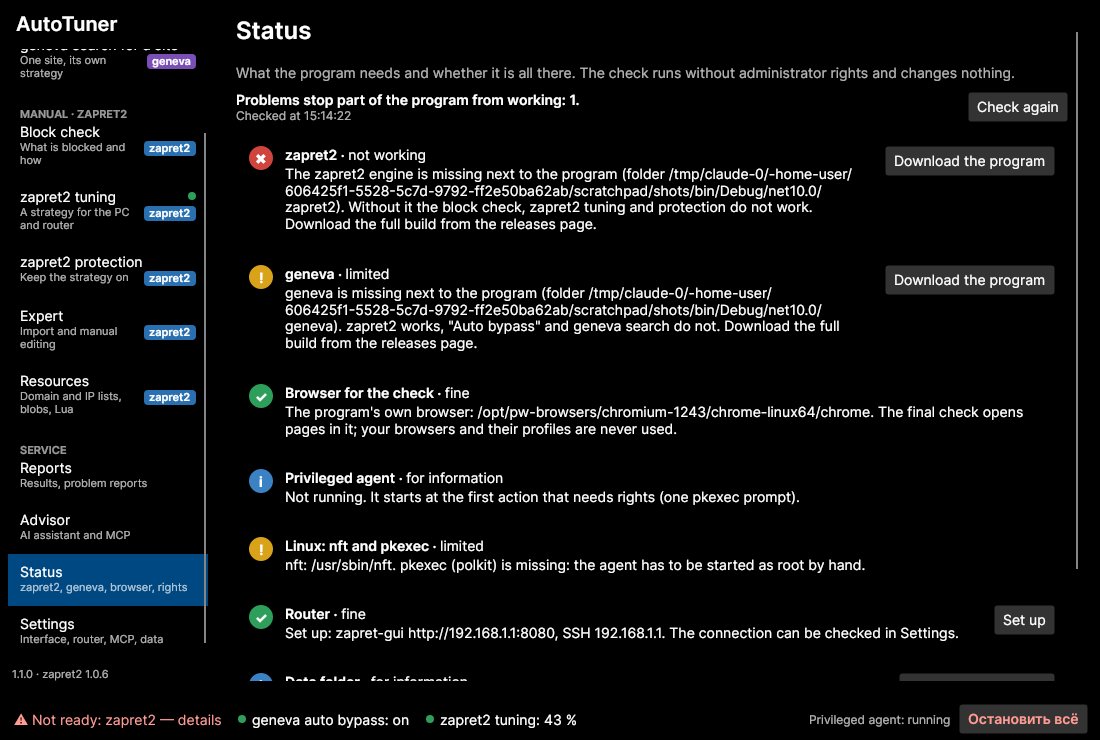 AutoTuner
One site, its own
strategy
geneva
MANUAL · ZAPRET2
Block check
What is blocked and
how
zapret2
zapret2 tuning
A strategy for the PC
and router
zapret2
zapret2 protection
Keep the strategy on
zapret2
Expert
Import and manual
editing
zapret2
Resources
Domain and IP lists,
blobs, Lua
zapret2
SERVICE
Reports
Results, problem reports
Advisor
AI assistant and MCP
Status
zapret2, geneva, browser, rights
Settings
Interface, router, MCP, data
1.1.0 · zapret2 1.0.6
Status
What the program needs and whether it is all there. The check runs without administrator rights and changes nothing.
Problems stop part of the program from working: 1.
Checked at 15:14:22
Check again
zapret2 · not working
The zapret2 engine is missing next to the program (folder /tmp/claude-0/-home-user/
606425f1-5528-5c7d-9792-ff2e50ba62ab/scratchpad/shots/bin/Debug/net10.0/
zapret2). Without it the block check, zapret2 tuning and protection do not work.
Download the full build from the releases page.
Download the program
geneva · limited
geneva is missing next to the program (folder /tmp/claude-0/-home-user/
606425f1-5528-5c7d-9792-ff2e50ba62ab/scratchpad/shots/bin/Debug/net10.0/
geneva). zapret2 works, "Auto bypass" and geneva search do not. Download the full
build from the releases page.
Download the program
Browser for the check · fine
The program's own browser: /opt/pw-browsers/chromium-1243/chrome-linux64/chrome. The final check opens
pages in it; your browsers and their profiles are never used.
Privileged agent · for information
Not running. It starts at the first action that needs rights (one pkexec prompt).
Linux: nft and pkexec · limited
nft: /usr/sbin/nft. pkexec (polkit) is missing: the agent has to be started as root by hand.
Router · fine
Set up: zapret-gui http://192.168.1.1:8080, SSH 192.168.1.1. The connection can be checked in Settings.
Set up
Data folder · for information
Not ready: zapret2 — details
geneva auto bypass: on
zapret2 tuning: 43 %
Privileged agent: running
Остановить всё